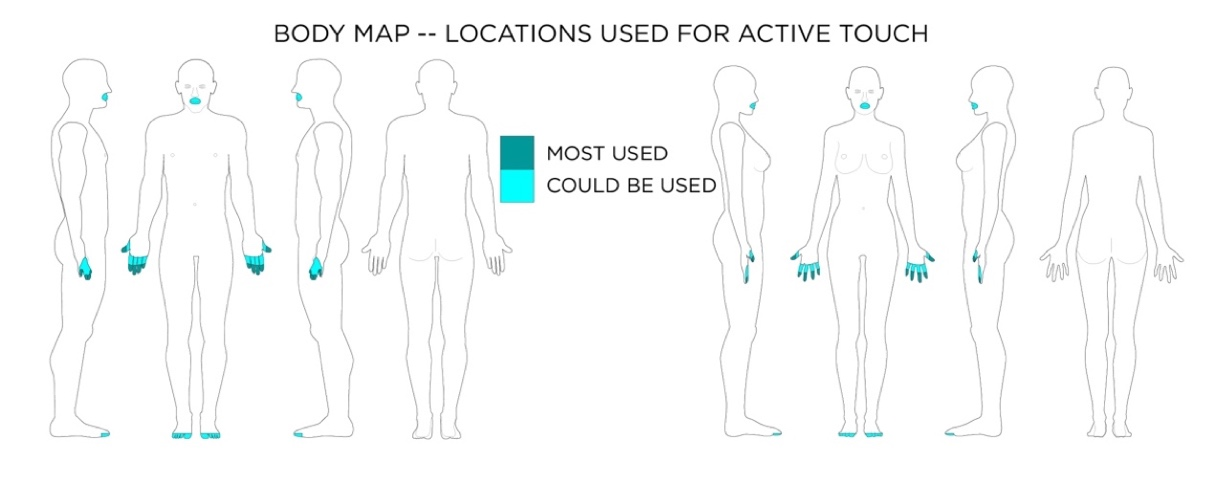 BODY MAP -- LOCATIONS USED FOR ACTIVE TOUCH
MOST USED
COULD BE USED